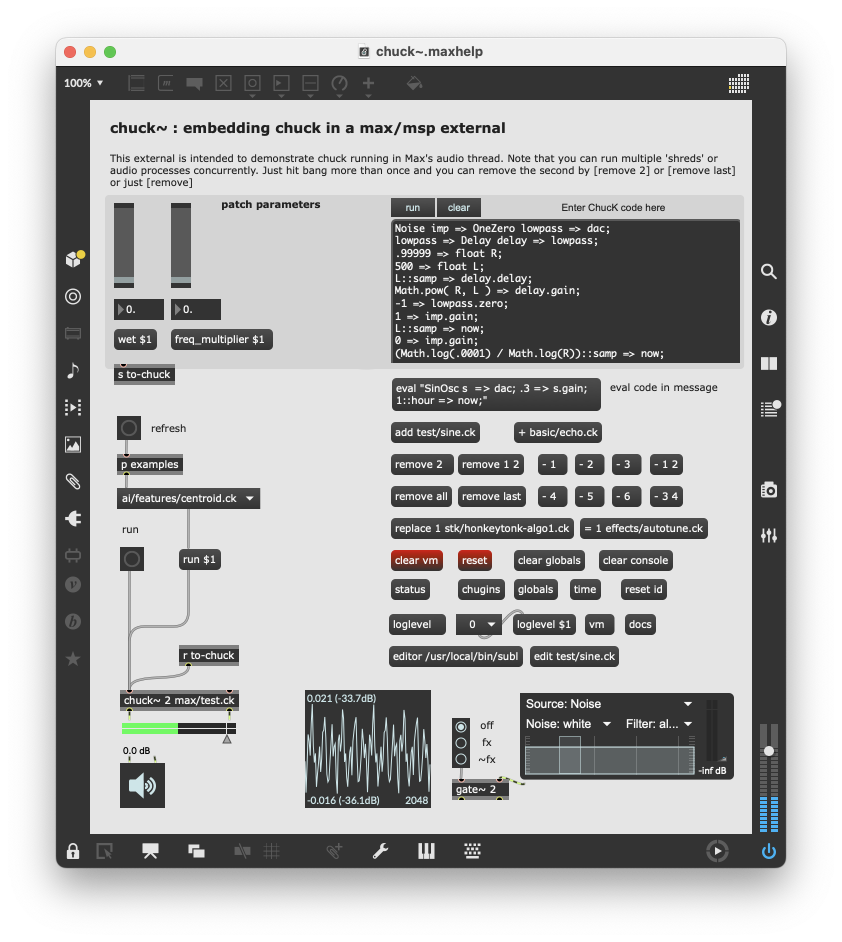 chuck~.maxhelp
100%
chuck~ : embedding chuck in a max/msp external
This external is intended to demonstrate chuck running in Max's audio thread. Note that you can run multiple 'shreds' or
audio processes concurrently. Just hit bang more than once and you can remove the second by [remove 2] or [remove last]
or just [remove]
patch parameters
run clear Enter ChucK code here
Noise imp => OneZero lowpass => dac;
lowpass => Delay delay => lowpass;
.99999 => float R;
500 => float L;
L::samp => delay.delay;
Math.pow( R, L ) => delay.gain;
-1 => lowpass.zero;
1 => imp.gain;
L::samp => now;
0 => imp.gain;
(Math.log(.0001) / Math.log(R))::samp => now;
0. 0.
wet $1 freq_multiplier $1
s to-chuck
eval "SinOsc s => dac; .3 => s.gain;
1::hour => now;"
eval code in message
refresh
add test/sine.ck + basic/echo.ck
p examples
remove 2 remove 1 2 - 1 - 2 - 3 - 1 2
ai/features/centroid.ck
remove all remove last - 4 - 5 - 6 - 3 4
run
replace 1 stk/honkeytonk-algo1.ck = 1 effects/autotune.ck
run $1
clear vm reset clear globals clear console
status chugins globals time reset id
loglevel 0 loglevel $1 vm docs
r to-chuck
editor /usr/local/bin/subl edit test/sine.ck
chuck~ 2 max/test.ck
0.0 dB
0.021 (-33.7dB)
-0.016 (-36.1dB) 2048
off
fx
~fx
gate~ 2
Source: Noise
Noise: white Filter: al...
-inf dB